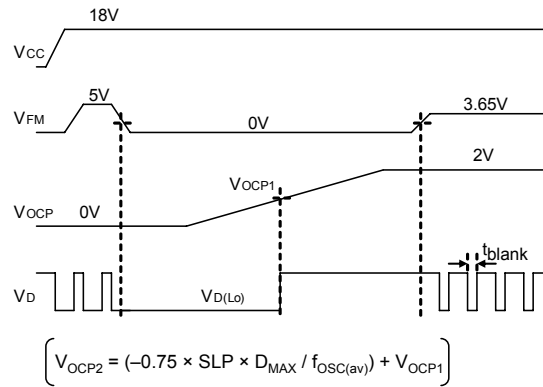 18V
VCC
5V
VFM
0V
3.65V
2V
VOCP1
VOCP
0V
tblank
VD
VD(Lo)
VOCP2 = (–0.75 × SLP × DMAX / fOSC(av)) + VOCP1